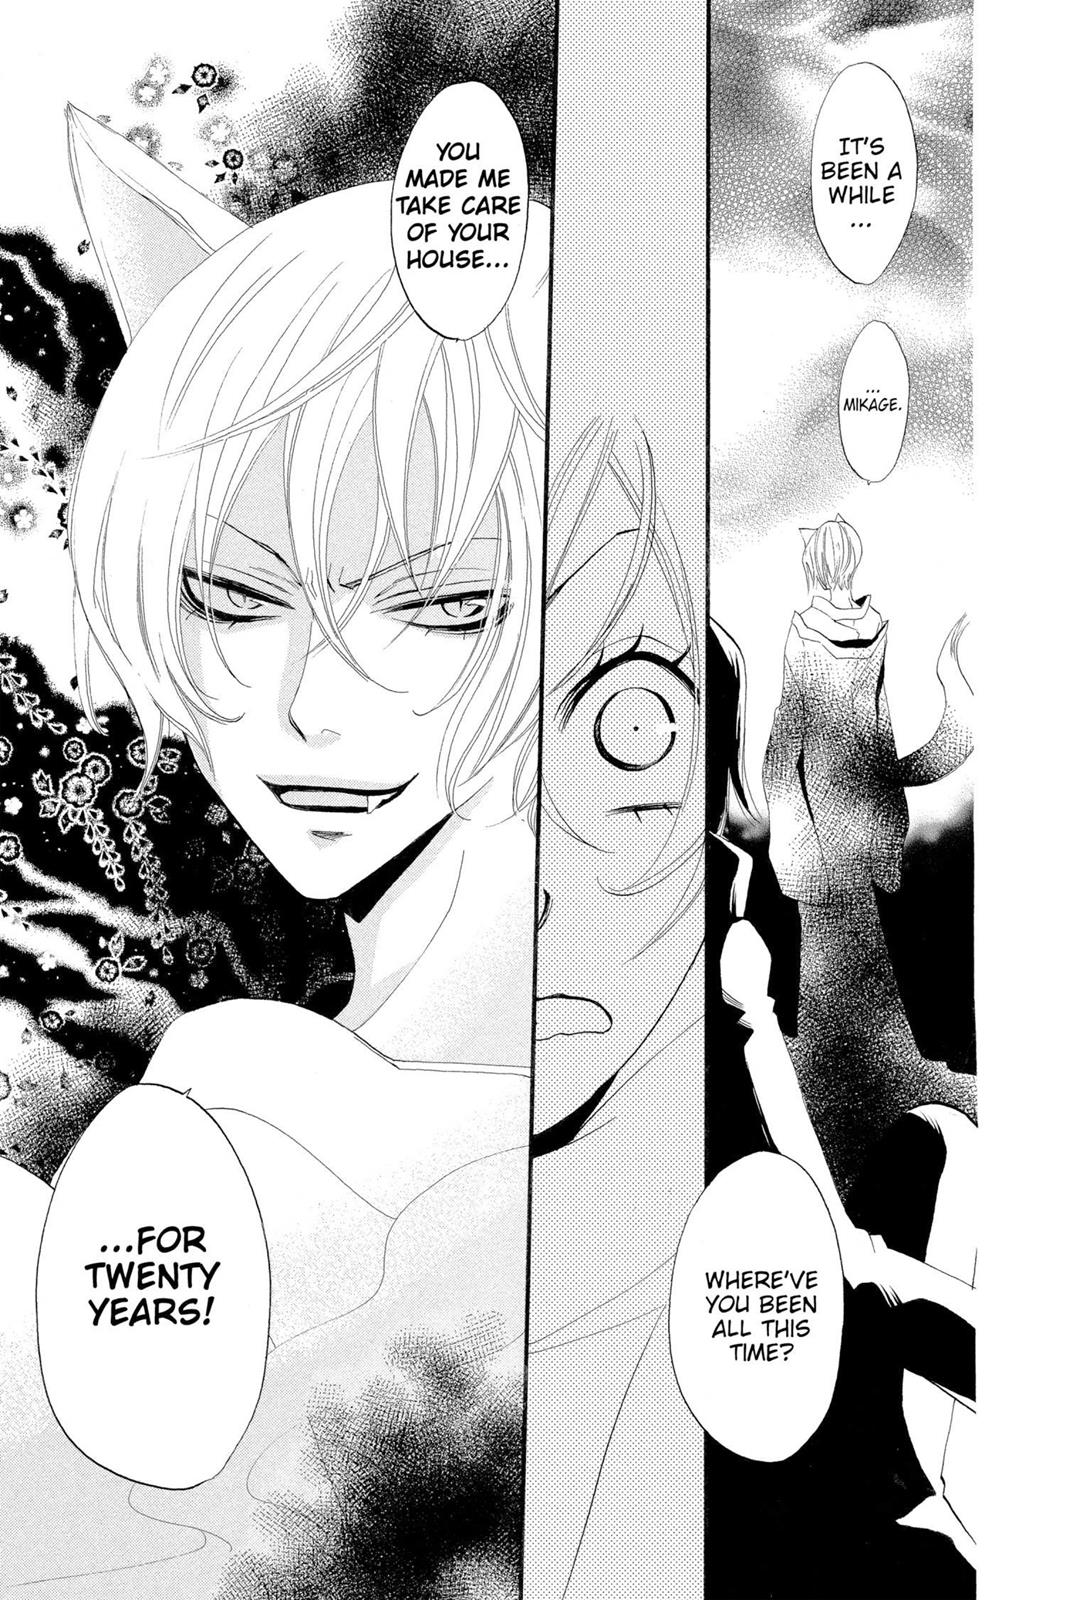 IT'S
BEEN A
WHILE
...
...
MIKAGE.
WHERE'VE
YOU BEEN
ALL THIS
TIME?
YOU
MADE ME
TAKE CARE
OF YOUR
HOUSE...
...FOR
TWENTY
YEARS!